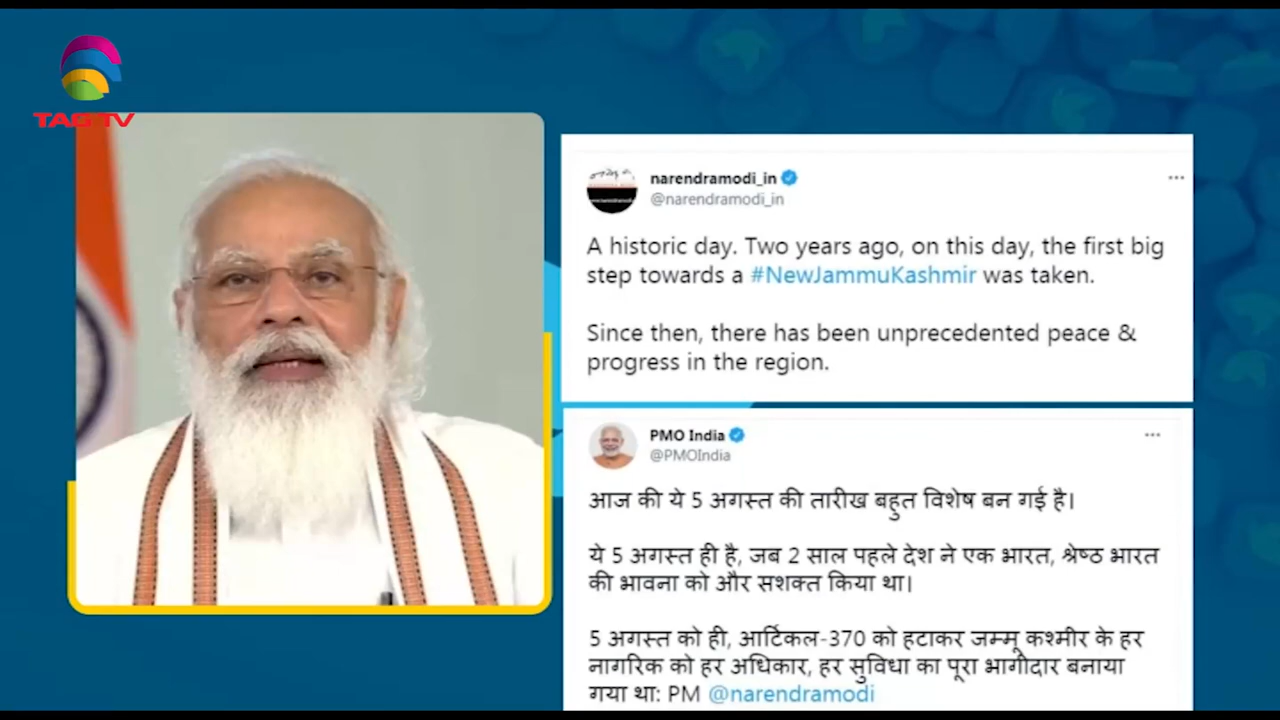 TAG TV
narendramodi_in
@narendramodi_in
A historic day. Two years ago, on this day, the first big
step towards a #NewJammuKashmir was taken.
Since then, there has been unprecedented peace &
progress in the region.
PMO India
@PMOIndia
आज की ये 5 अगस्त की तारीख बहुत विशेष बन गई है।
ये 5 अगस्त ही है, जब 2 साल पहले देश ने एक भारत, श्रेष्ठ भारत
की भावना को और सशक्त किया था।
5 अगस्त को ही, आर्टिकल-370 को हटाकर जम्मू कश्मीर के हर
नागरिक को हर अधिकार, हर सुविधा का पूरा भागीदार बनाया
गया था: PM @narendramodi